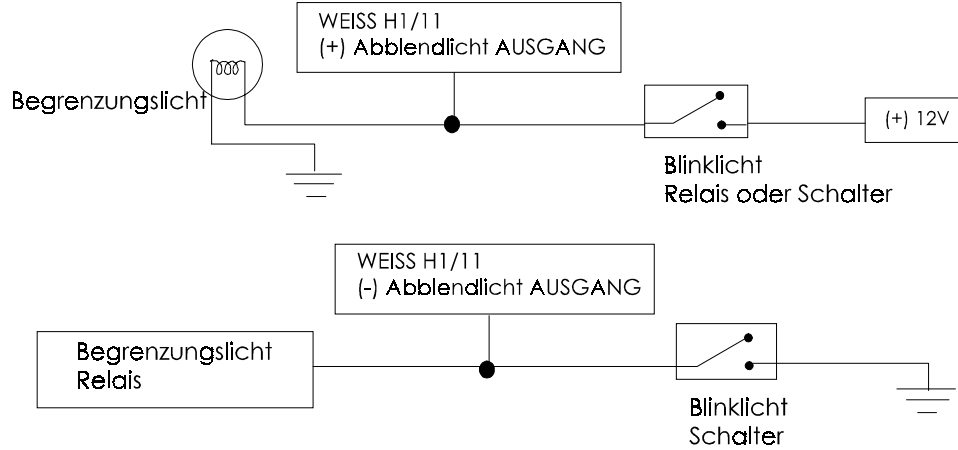 WEISS H1/11
(+) Abblendlicht AUSGANG
Begrenzungslicht
(+) 12V
Blinklicht
Relais oder Schalter
WEISS H1/11
(-) Abblendlicht AUSGANG
Begrenzungslicht
Relais
Blinklicht
Schalter